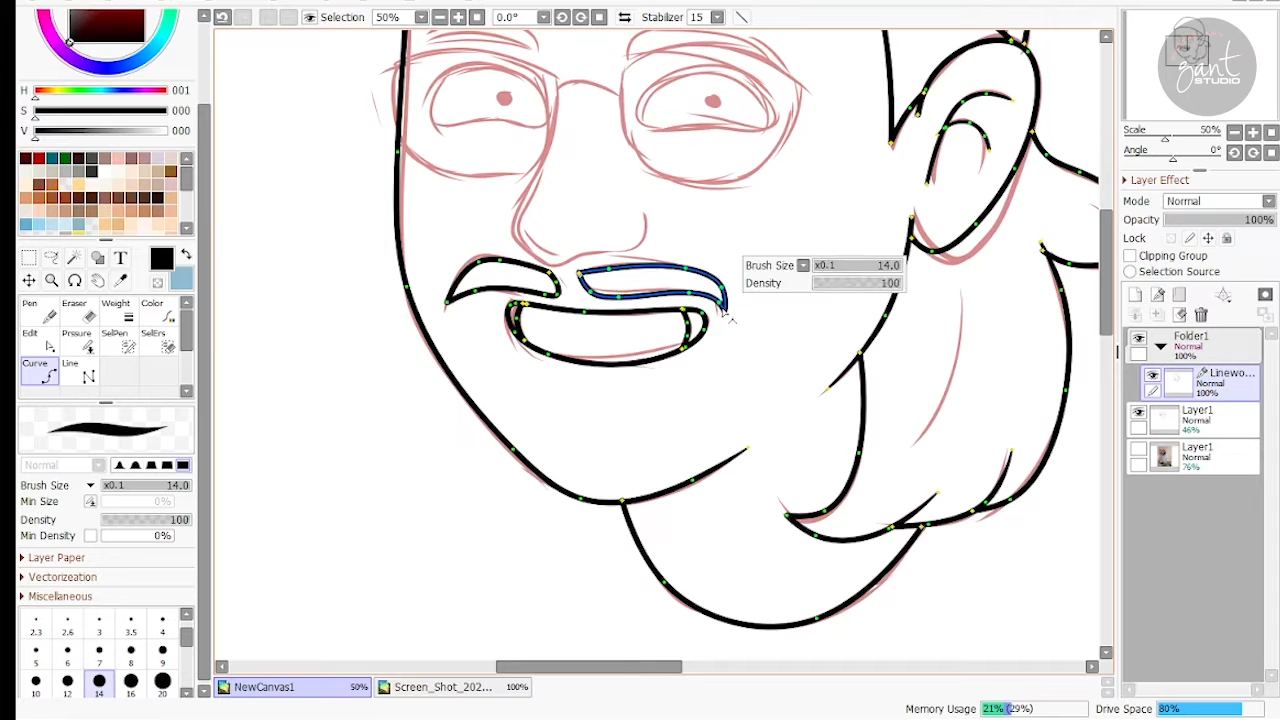 Selection 50% 0.0° Stabilizer 15
H 001
S 000
V 000
T
Pen Eraser Weight Color
Edit Prssure SelPen SelErs
Curve Line
Normal
Brush Size x0.1 14.0
Min Size 0%
Density 100
Min Density 0%
Layer Paper
Vectorization
Miscellaneous
2.3 2.6 3 3.5 4
5 6 7 8 9
10 12 14 16 20
Brush Size x0.1 14.0
Density 100
gant
STUDIO
Scale 50%
Angle 0°
Layer Effect
Mode Normal
Opacity 100%
Lock
Clipping Group
Selection Source
Folder1
Normal
100%
Linewo...
Normal
100%
Layer1
Normal
46%
Layer1
Normal
76%
NewCanvas1 50% Screen_Shot_202... 100%
Memory Usage 21% (29%) Drive Space 80%